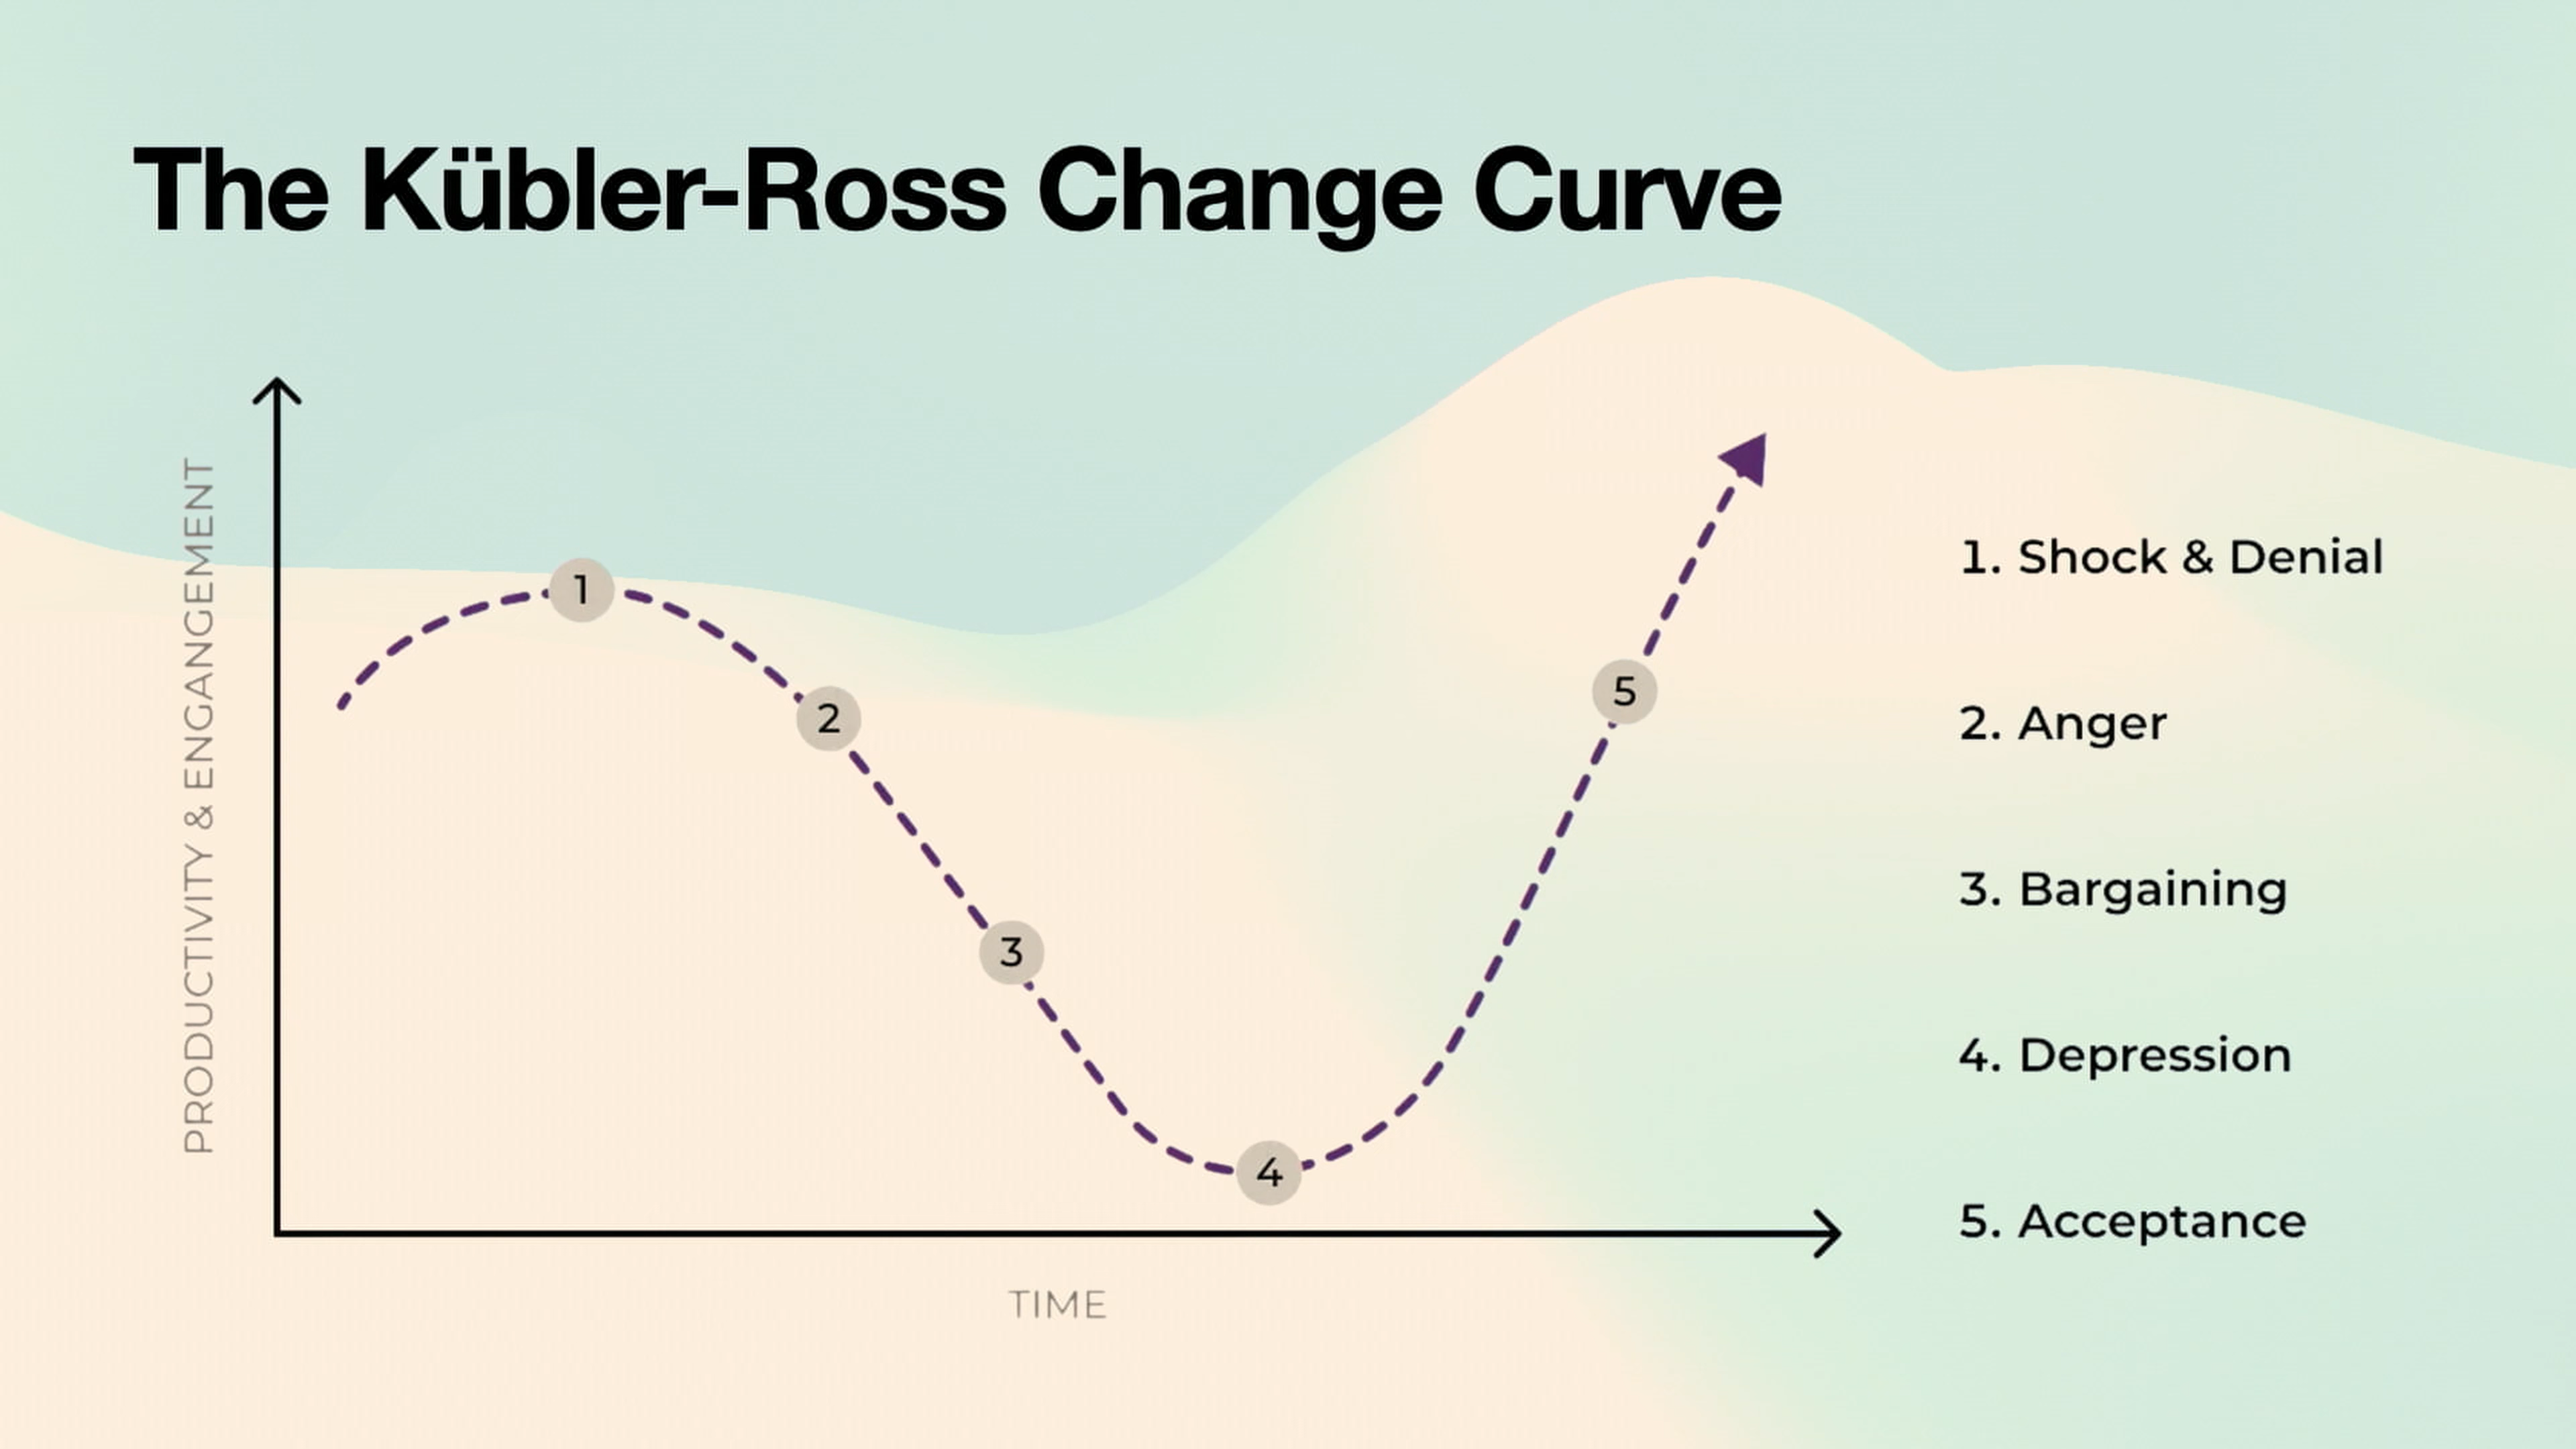 The Kübler-Ross Change Curve
PRODUCTIVITY & ENGANGEMENT
1
2
3
4
5
TIME
1. Shock & Denial
2. Anger
3. Bargaining
4. Depression
5. Acceptance